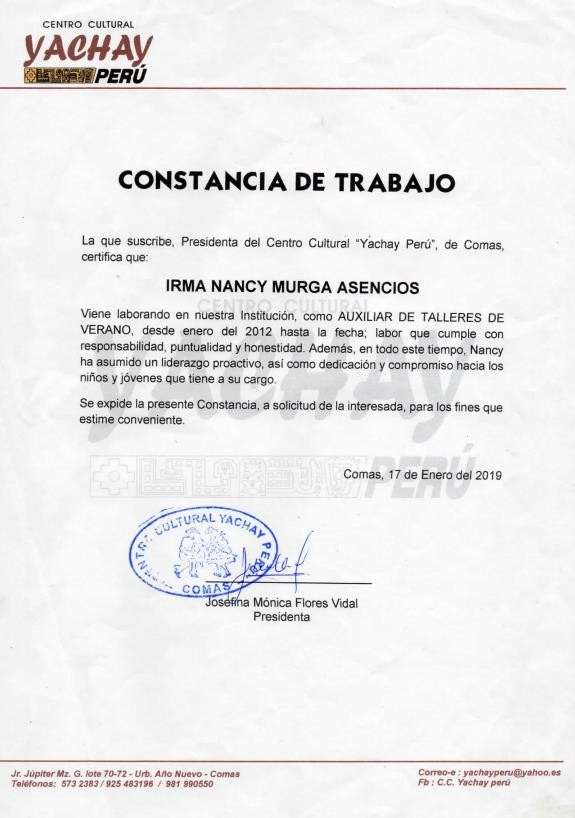 CENTRO CULTURAL
YACHAY
PERÚ
CONSTANCIA DE TRABAJO
La que suscribe, Presidenta del Centro Cultural "Yachay Perú", de Comas,
certifica que:
IRMA NANCY MURGA ASENCIOS
CENTRO CULTURAL
Viene laborando en nuestra Institución, como AUXILIAR DE TALLERES DE
VERANO, desde enero del 2012 hasta la fecha; labor que cumple con
responsabilidad, puntualidad y honestidad. Además, en todo este tiempo, Nancy
ha asumido un liderazgo proactivo, así como dedicación y compromiso hacia los
niños y jóvenes que tiene a su cargo.
YACHAY
Se expide la presente Constancia, a solicitud de la interesada, para los fines que
estime conveniente.
Comas, 17 de Enero del 2019
PERÚ
CENTRO CULTURAL YACHAY PERÚ
COMAS
Josefina Mónica Flores Vidal
Presidenta
Jr. Júpiter Mz. G. lote 70-72 - Urb. Año Nuevo - Comas
Teléfonos: 573 2383 / 925 483196 / 981 990550
Correo-e : yachayperu@yahoo.es
Fb : C.C. Yachay perú